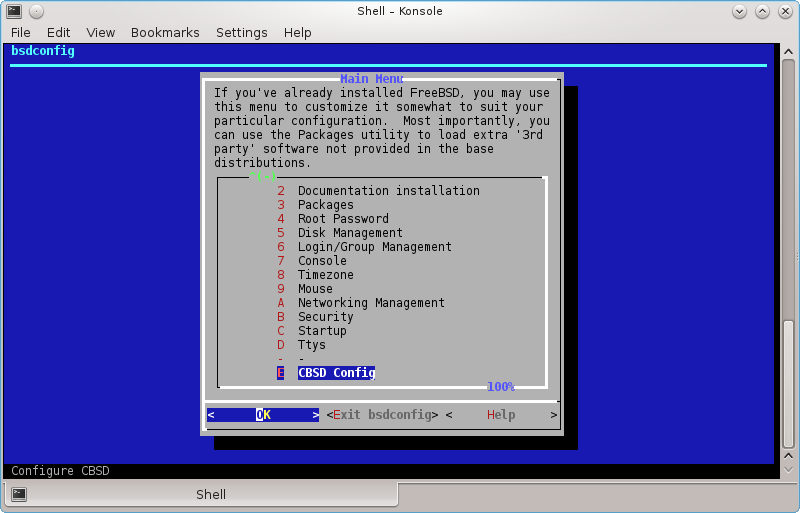 Shell - Konsole
File Edit View Bookmarks Settings Help
bsdconfig
Main Menu
If you've already installed FreeBSD, you may use
this menu to customize it somewhat to suit your
particular configuration. Most importantly, you
can use the Packages utility to load extra '3rd
party' software not provided in the base
distributions.
2 Documentation installation
3 Packages
4 Root Password
5 Disk Management
6 Login/Group Management
7 Console
8 Timezone
9 Mouse
A Networking Management
B Security
C Startup
D Ttys
- -
E CBSD Config
100%
< OK > <Exit bsdconfig> < Help >
Configure CBSD
Shell